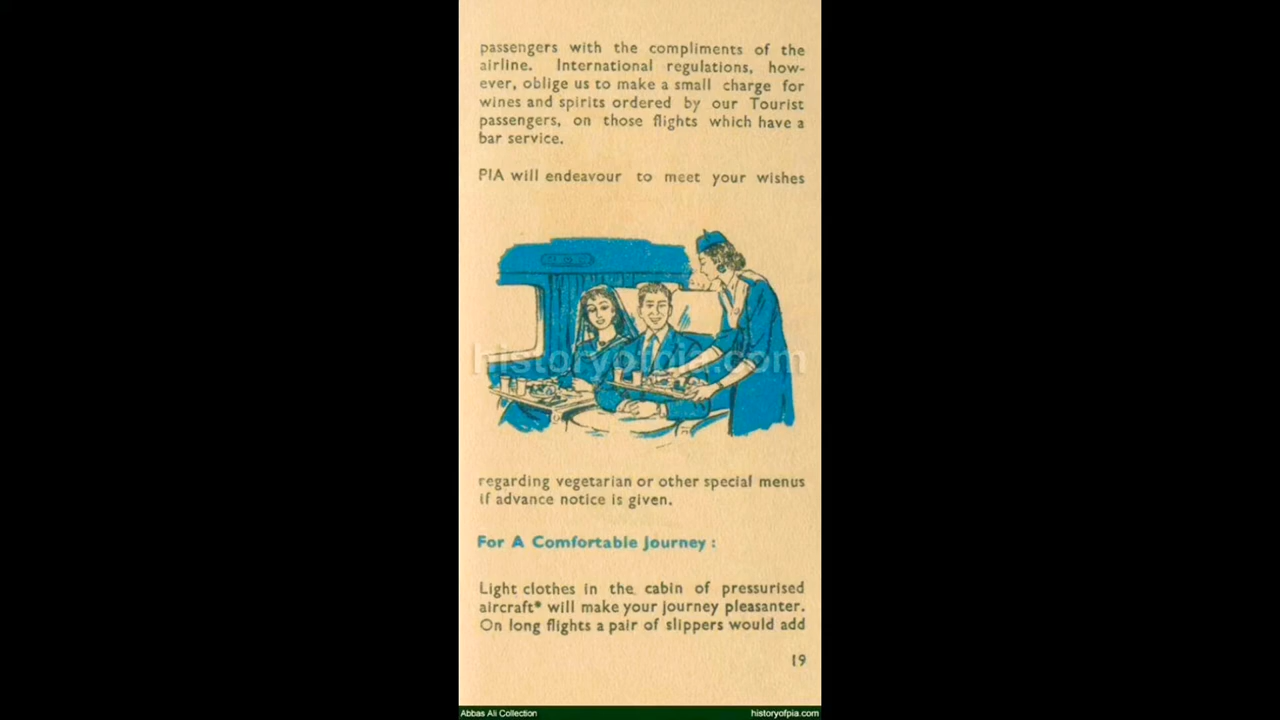 passengers with the compliments of the
airline. International regulations, how-
ever, oblige us to make a small charge for
wines and spirits ordered by our Tourist
passengers, on those flights which have a
bar service.
PIA will endeavour to meet your wishes
historyofpia.com
regarding vegetarian or other special menus
if advance notice is given.
For A Comfortable Journey :
Light clothes in the cabin of pressurised
aircraft* will make your journey pleasanter.
On long flights a pair of slippers would add
19
Abbas Ali Collection historyofpia.com